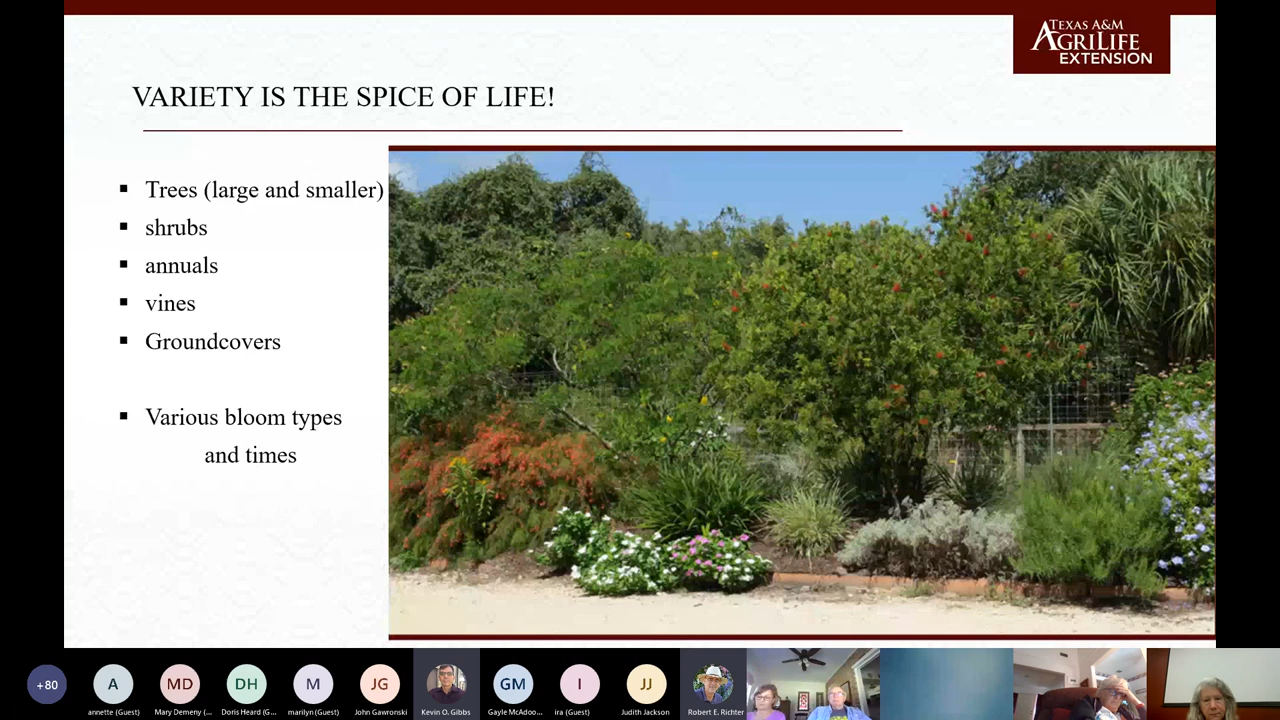 TEXAS A&M
AGRILIFE
EXTENSION
VARIETY IS THE SPICE OF LIFE!
▪ Trees (large and smaller)
▪ shrubs
▪ annuals
▪ vines
▪ Groundcovers
▪ Various bloom types
and times
+80
A
MD
DH
M
JG
GM
I
JJ
annette (Guest)
Mary Demeny (...
Doris Heard (G...
marilyn (Guest)
John Gawronski
Kevin O. Gibbs
Gayle McAdoo...
ira (Guest)
Judith Jackson
Robert E. Richter